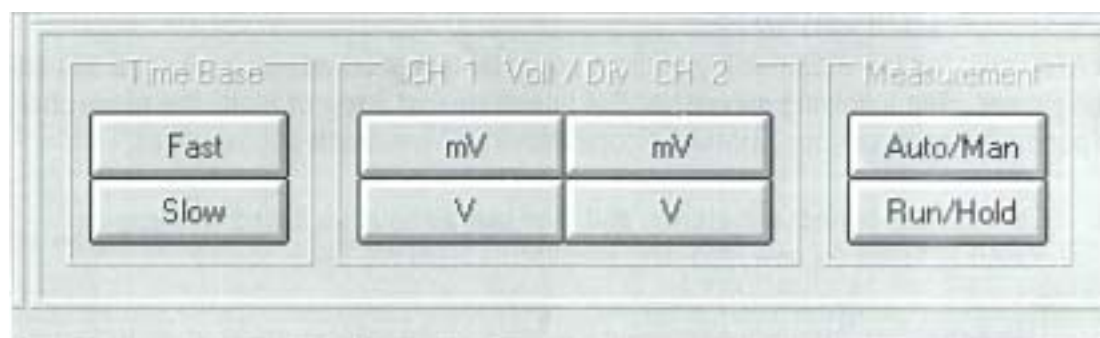 Time Base
CH 1 Volt / Div CH 2
Measurement
Fast
mV mV
Auto/Man
Slow
V V
Run/Hold